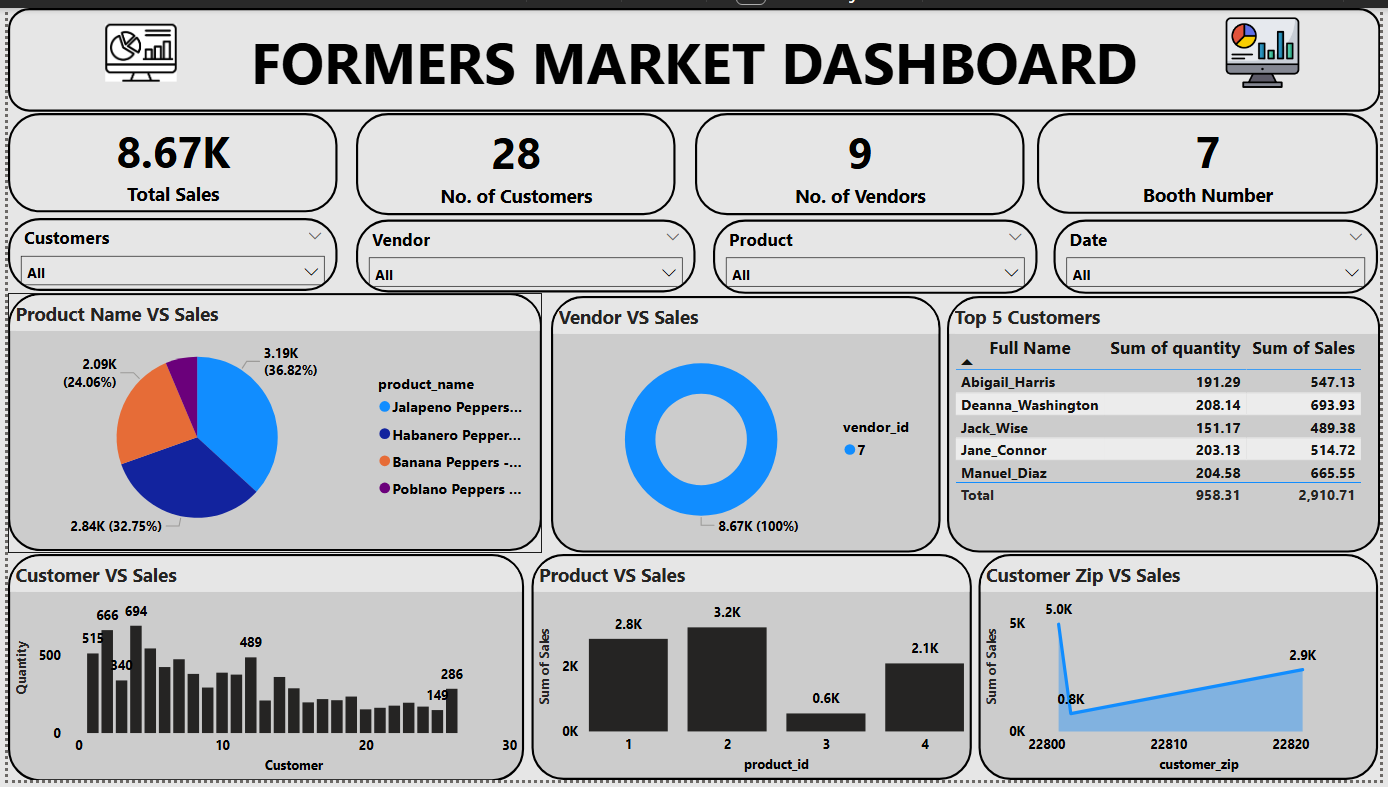 FORMERS MARKET DASHBOARD
8.67K
Total Sales
28
No. of Customers
9
No. of Vendors
7
Booth Number
Customers
All
Vendor
All
Product
All
Date
All
Product Name VS Sales
3.19K
(36.82%)
2.09K
(24.06%)
2.84K (32.75%)
product_name
Jalapeno Peppers...
Habanero Pepper...
Banana Peppers -...
Poblano Peppers ...
Vendor VS Sales
vendor_id
7
8.67K (100%)
Top 5 Customers
Full Name Sum of quantity Sum of Sales
Abigail_Harris 191.29 547.13
Deanna_Washington 208.14 693.93
Jack_Wise 151.17 489.38
Jane_Connor 203.13 514.72
Manuel_Diaz 204.58 665.55
Total 958.31 2,910.71
Customer VS Sales
Quantity
500
0
515
666
340
694
489
149
286
0 10 20 30
Customer
Product VS Sales
Sum of Sales
2K
0K
2.8K
3.2K
0.6K
2.1K
1 2 3 4
product_id
Customer Zip VS Sales
Sum of Sales
5K
0K
5.0K
0.8K
2.9K
22800 22810 22820
customer_zip